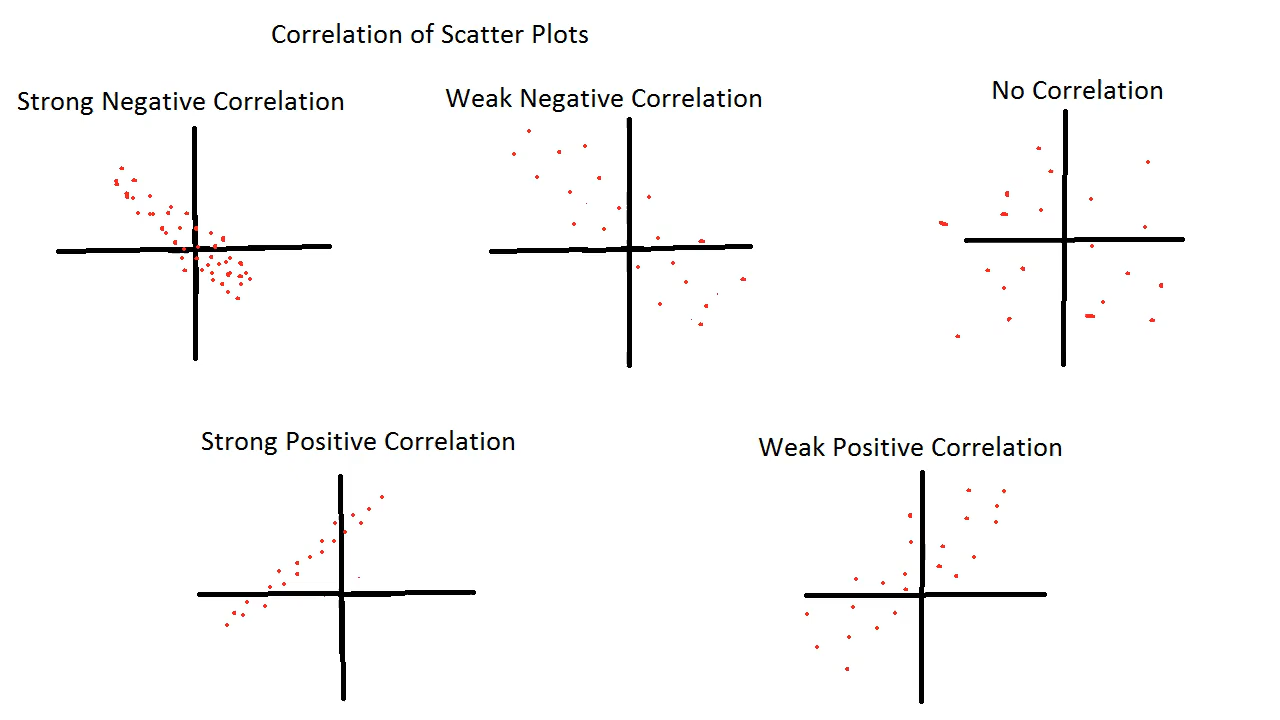 Correlation of Scatter Plots
Strong Negative Correlation
Weak Negative Correlation
No Correlation
Strong Positive Correlation
Weak Positive Correlation